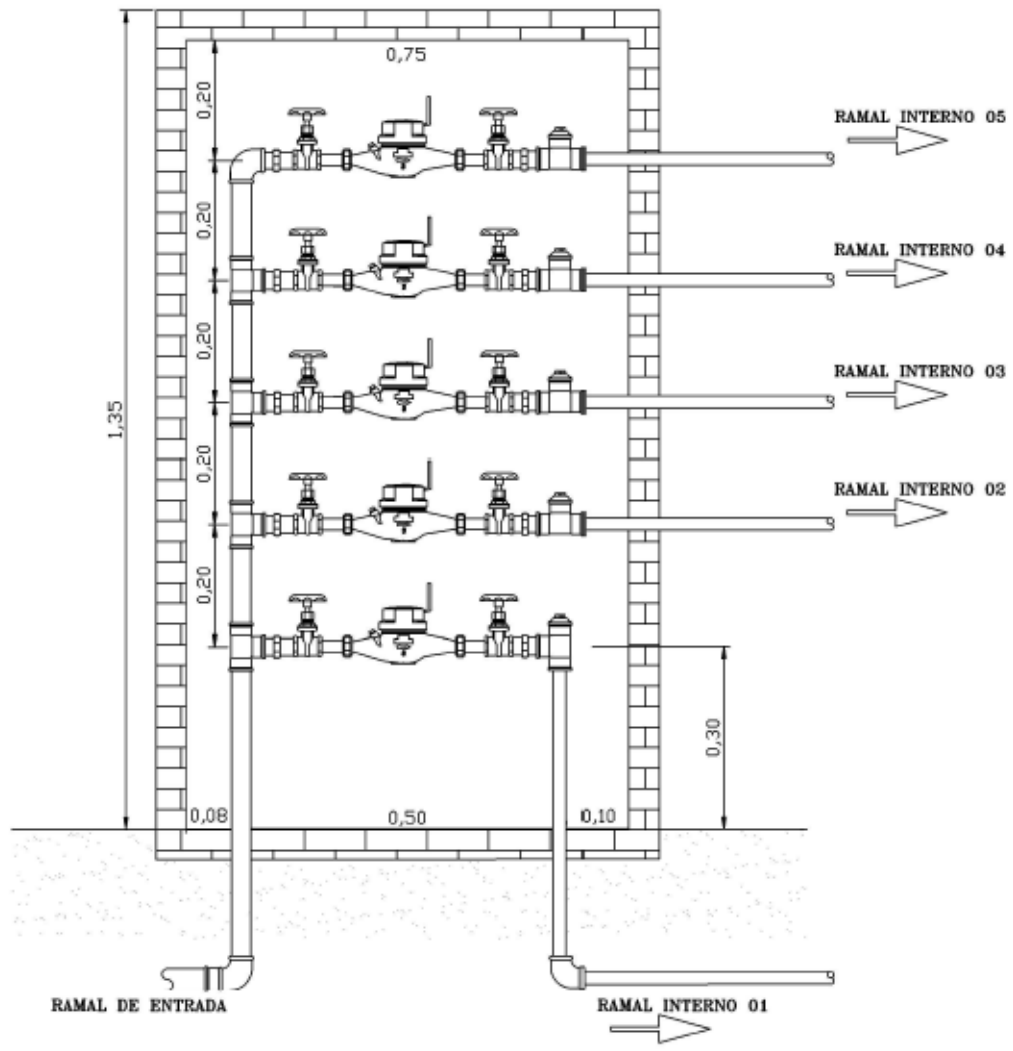 0,75
0,20
RAMAL INTERNO 05
0,20
RAMAL INTERNO 04
0,20
RAMAL INTERNO 03
1,35
0,20
RAMAL INTERNO 02
0,20
0,30
0,08
0,50
0,10
RAMAL DE ENTRADA
RAMAL INTERNO 01